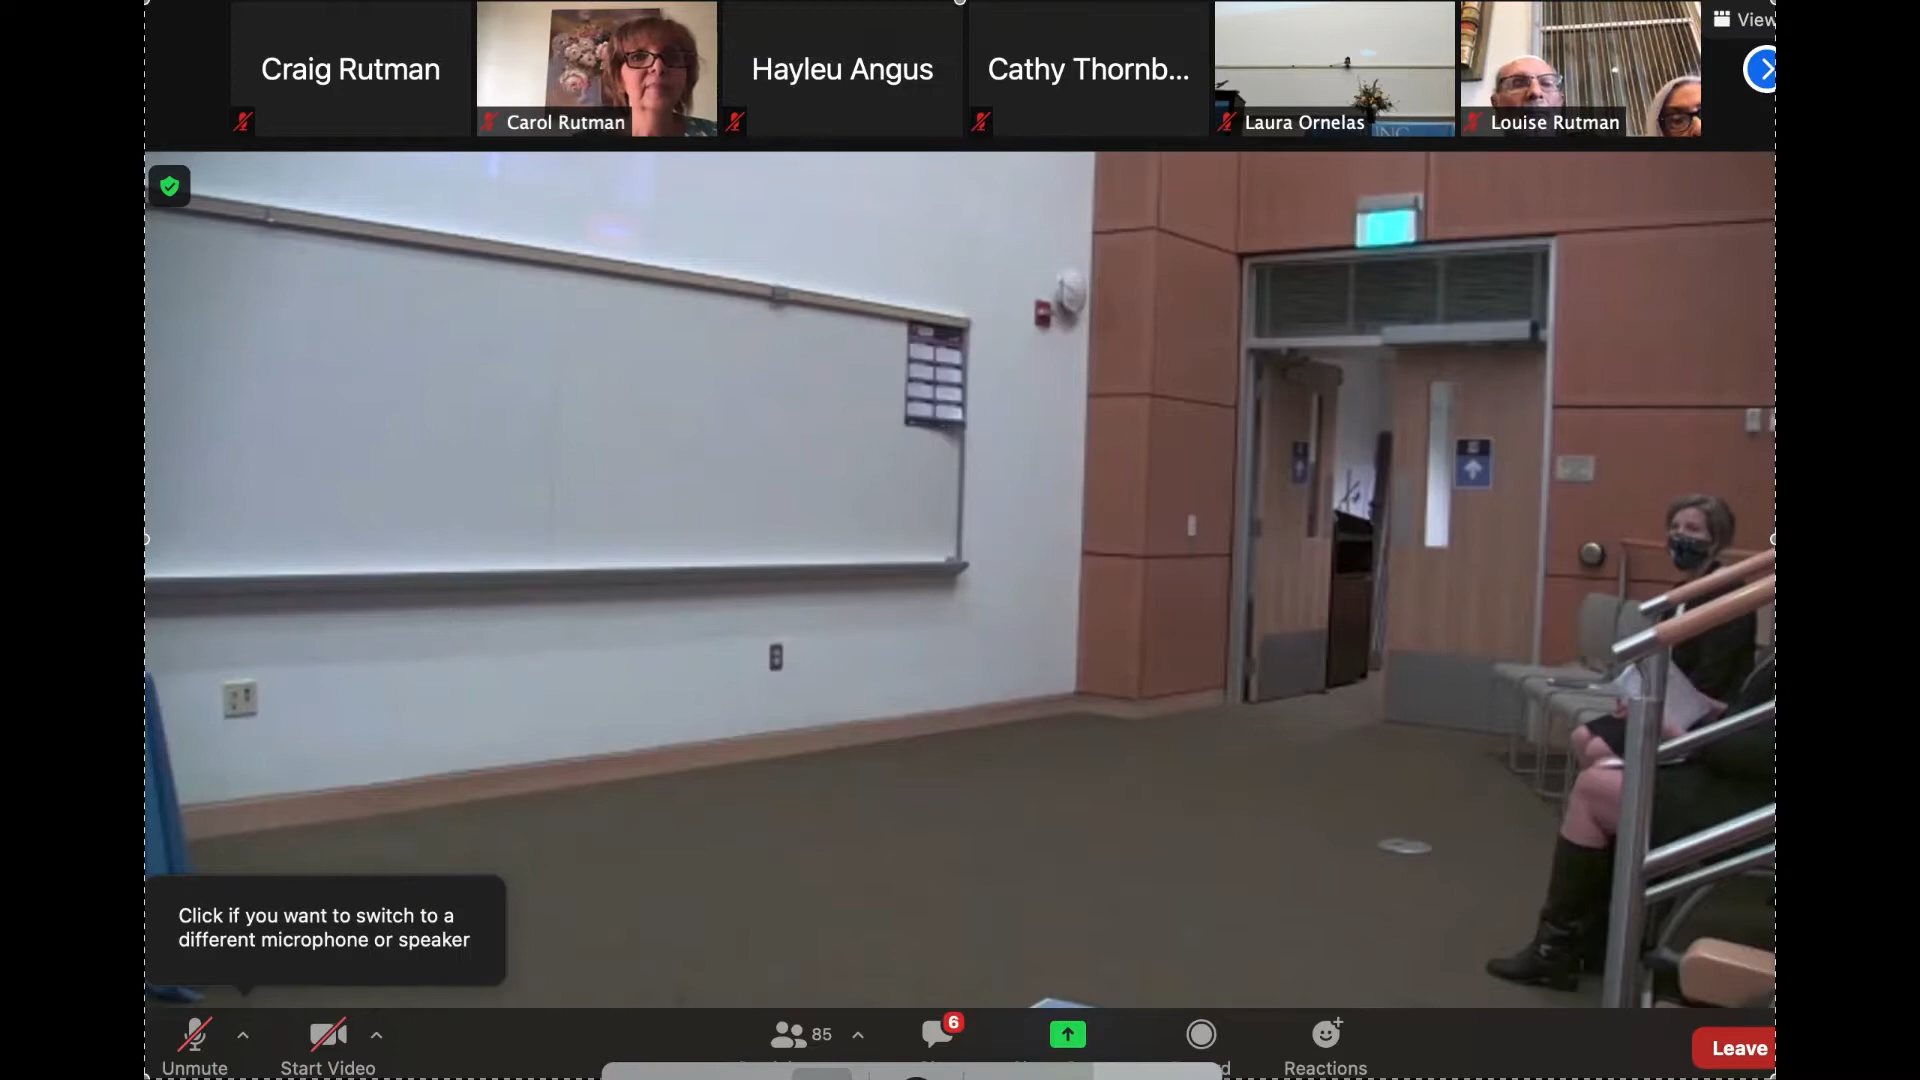 View
Craig Rutman
Hayleu Angus
Cathy Thornb...
Carol Rutman
Laura Ornelas
Louise Rutman
Click if you want to switch to a
different microphone or speaker
85
6
Unmute
Start Video
Reactions
Leave